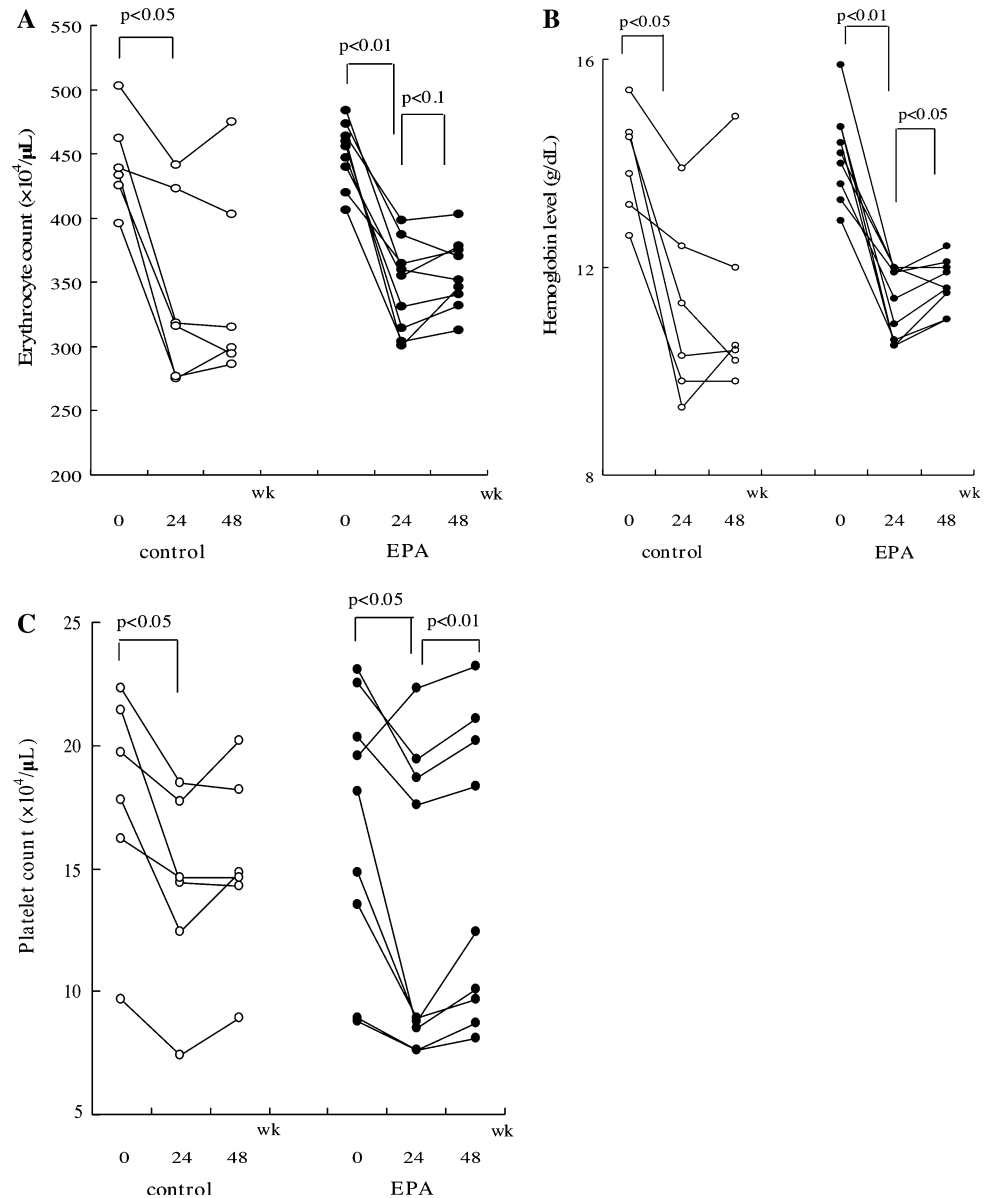 A
550
500
450
400
350
300
250
200
Erythrocyte count (×10⁴/μL)
p<0.05
p<0.01
p<0.1
wk
wk
0 24 48
0 24 48
control
EPA
B
16
12
8
Hemoglobin level (g/dL)
p<0.05
p<0.01
p<0.05
wk
wk
0 24 48
0 24 48
control
EPA
C
25
20
15
10
5
Platelet coun t (×10⁴/μL )
p<0.05
p<0.05
p<0.01
wk
wk
0 24 48
0 24 48
control
EPA